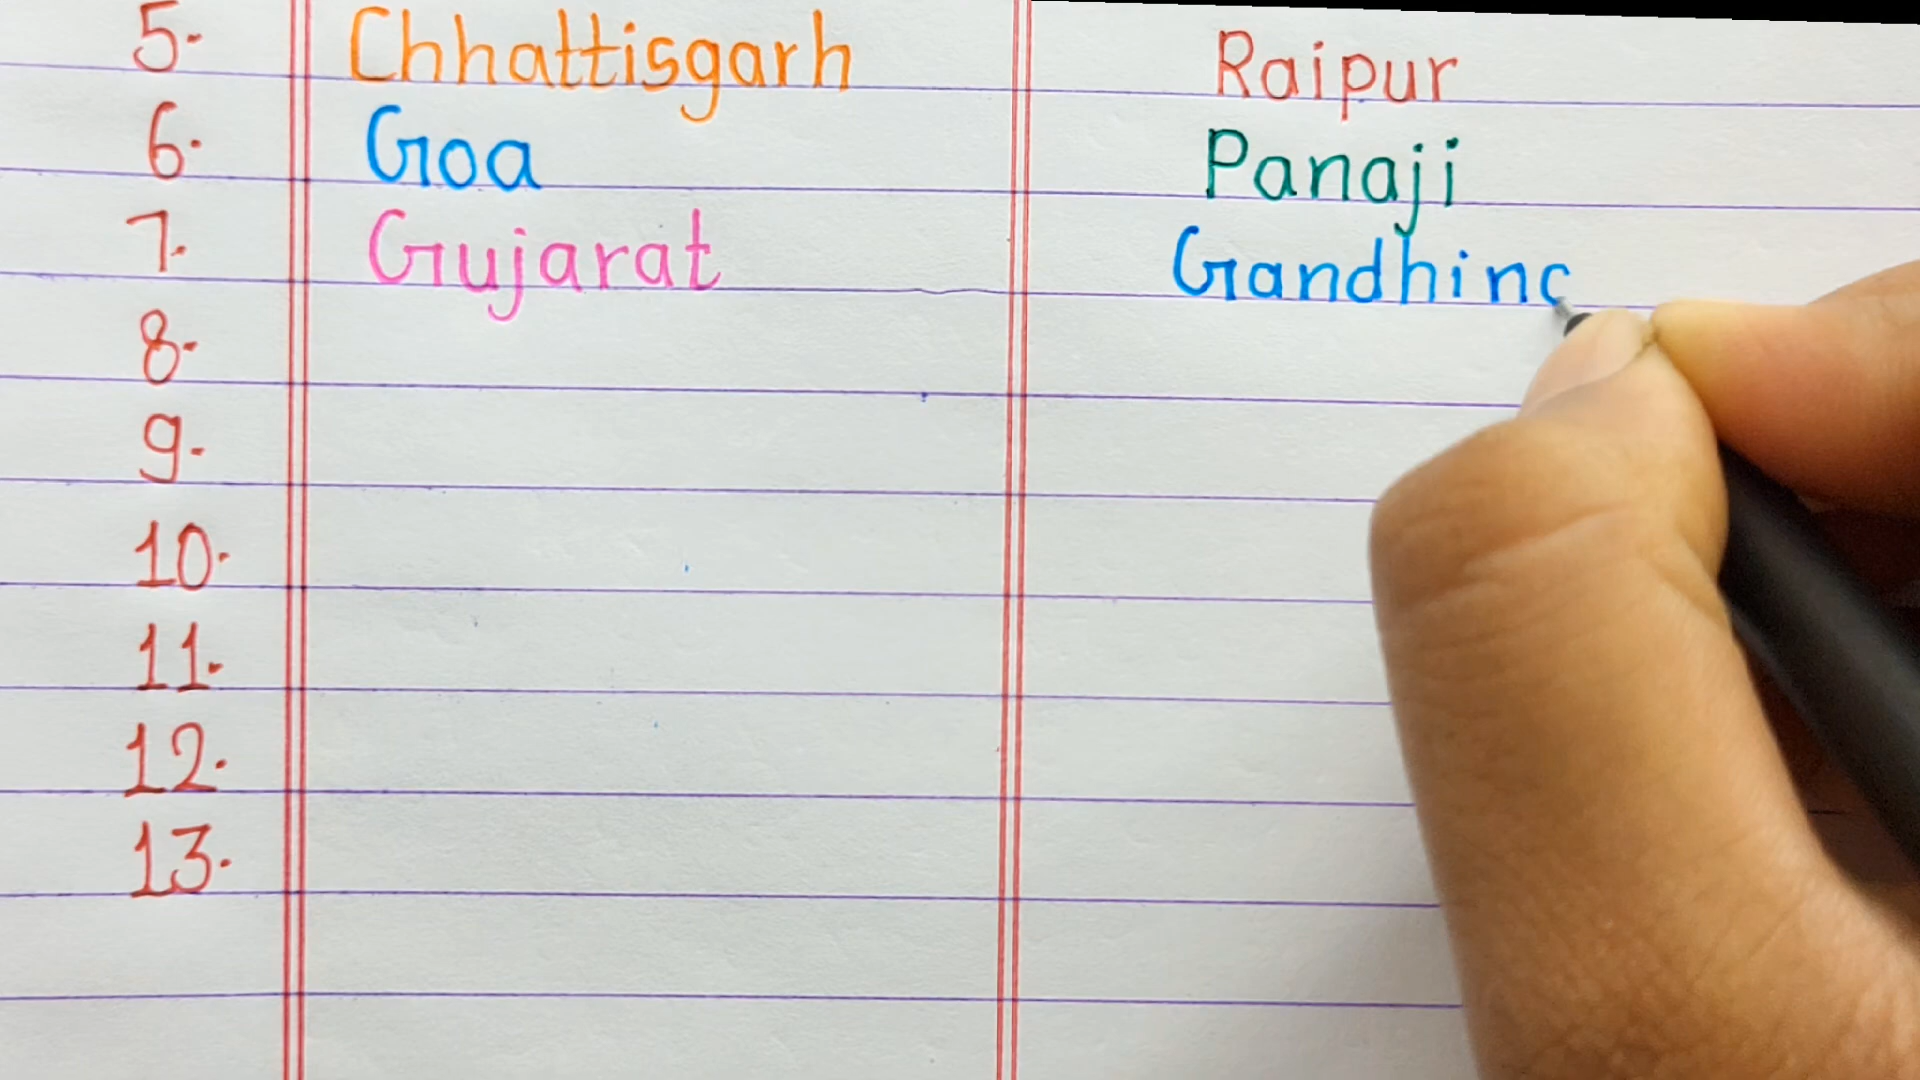 5. Chhattisgarh Raipur
6. Goa Panaji
7. Gujarat Gandhinc
8.
9.
10.
11.
12.
13.